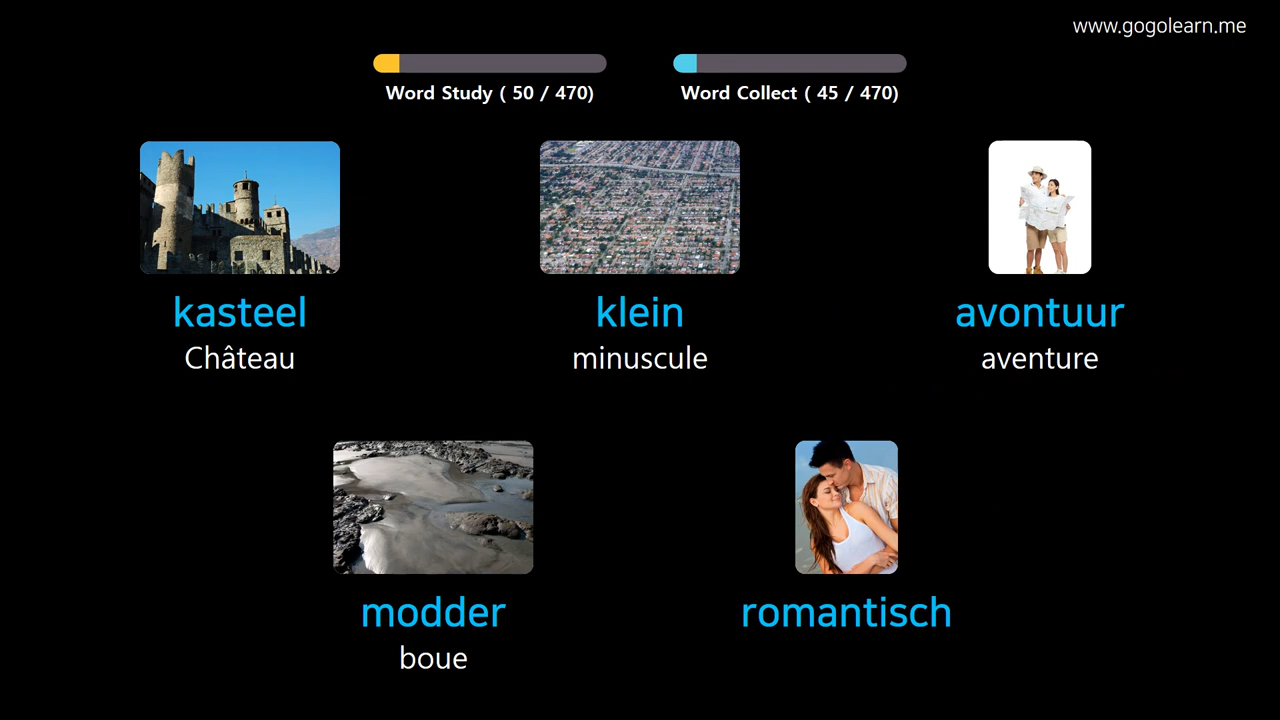 www.gogolearn.me
Word Study ( 50 / 470)
Word Collect ( 45 / 470)
kasteel
Château
klein
minuscule
avontuur
aventure
modder
boue
romantisch